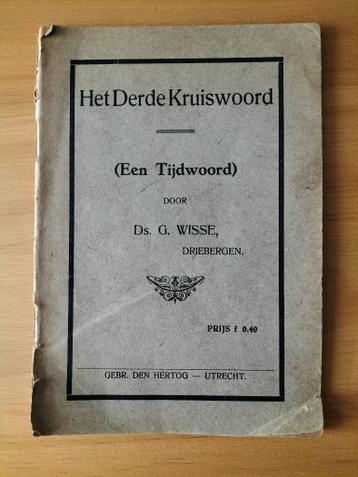 Het Derde Kruiswoord
(Een Tijdwoord)
DOOR
Ds. G. WISSE,
DRIEBERGEN.
PRIJS f 0.40
GEBR. DEN HERTOG — UTRECHT.